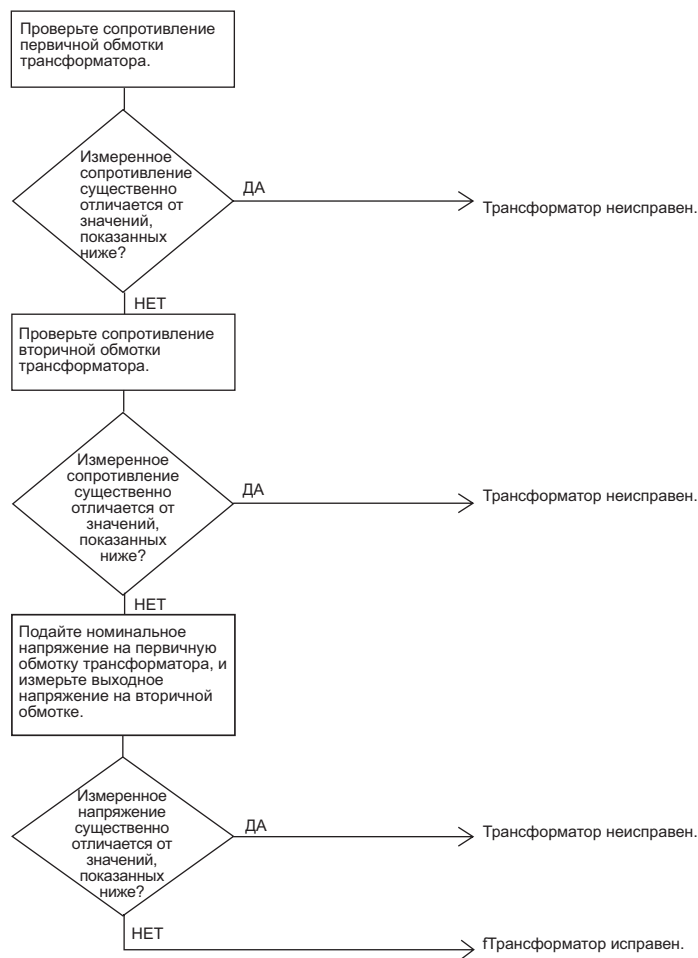 Проверьте сопротивление
первичной обмотки
трансформатора.
Измеренное
сопротивление
существенно
отличается от
значений,
показанных
ниже?
ДА
Трансформатор неисправен.
НЕТ
Проверьте сопротивление
вторичной обмотки
трансформатора.
Измеренное
сопротивление
существенно
отличается от
значений,
показанных
ниже?
ДА
Трансформатор неисправен.
НЕТ
Подайте номинальное
напряжение на первичную
обмотку трансформатора, и
измерьте выходное
напряжение на вторичной
обмотке.
Измеренное
напряжение
существенно
отличается от
значений,
показанных
ниже?
ДА
Трансформатор неисправен.
НЕТ
fТрансформатор исправен.